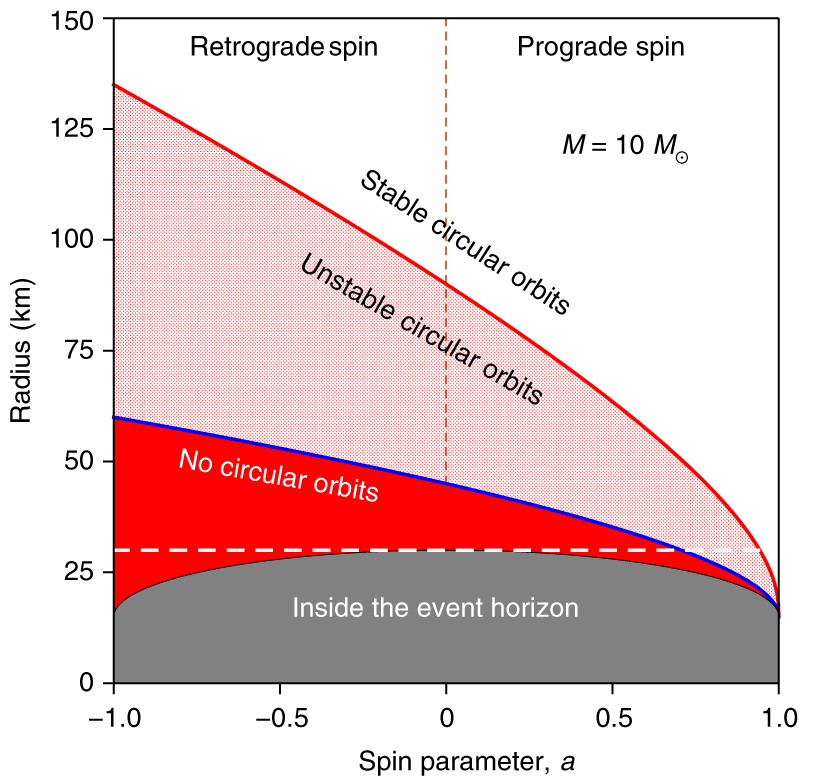 Retrograde spin
Prograde spin
M = 10 M☉
Stable circular orbits
Unstable circular orbits
No circular orbits
Inside the event horizon
Radius (km)
150
125
100
75
50
25
0
−1.0
−0.5
0
0.5
1.0
Spin parameter, a